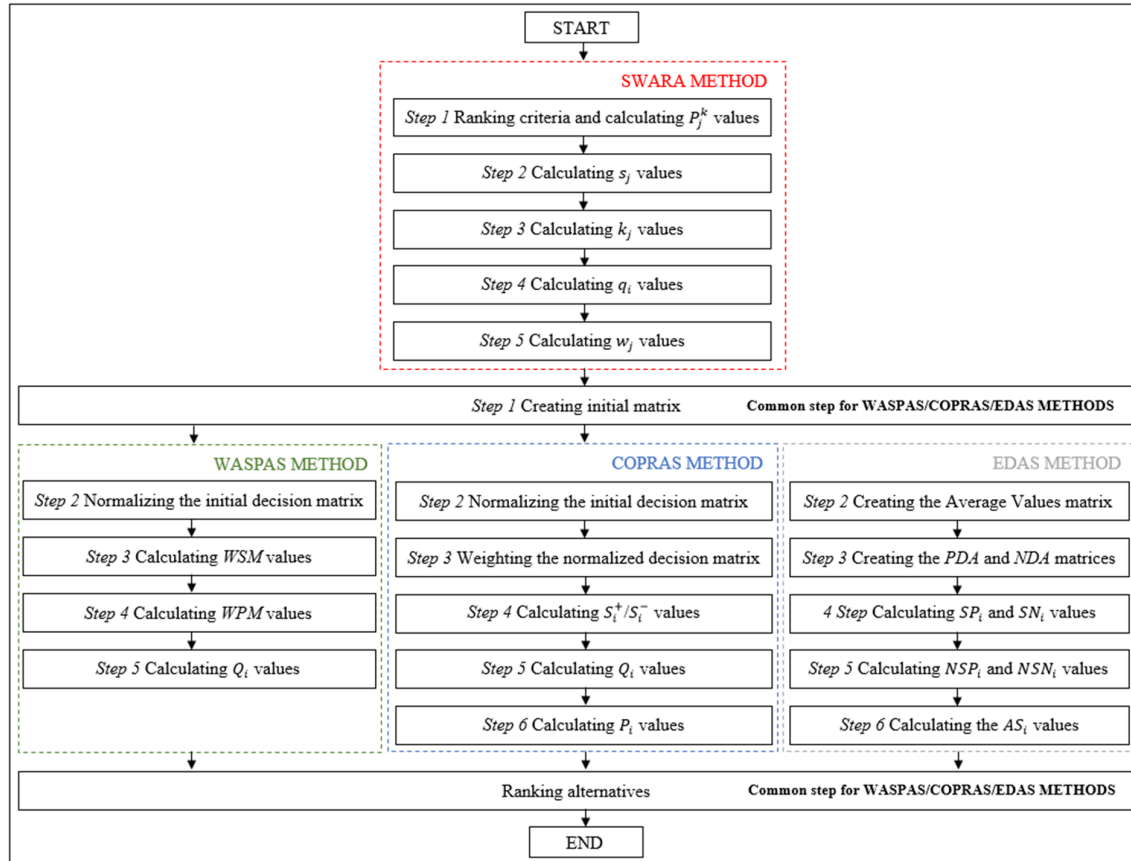 START
SWARA METHOD
Step 1 Ranking criteria and calculating P_j^k values
Step 2 Calculating s_j values
Step 3 Calculating k_j values
Step 4 Calculating q_i values
Step 5 Calculating w_j values
Step 1 Creating initial matrix Common step for WASPAS/COPRAS/EDAS METHODS
WASPAS METHOD
Step 2 Normalizing the initial decision matrix
Step 3 Calculating WSM values
Step 4 Calculating WPM values
Step 5 Calculating Q_i values
COPRAS METHOD
Step 2 Normalizing the initial decision matrix
Step 3 Weighting the normalized decision matrix
Step 4 Calculating S_i^+/S_i^- values
Step 5 Calculating Q_i values
Step 6 Calculating P_i values
EDAS METHOD
Step 2 Creating the Average Values matrix
Step 3 Creating the PDA and NDA matrices
4 Step Calculating SP_i and SN_i values
Step 5 Calculating NSP_i and NSN_i values
Step 6 Calculating the AS_i values
Ranking alternatives Common step for WASPAS/COPRAS/EDAS METHODS
END